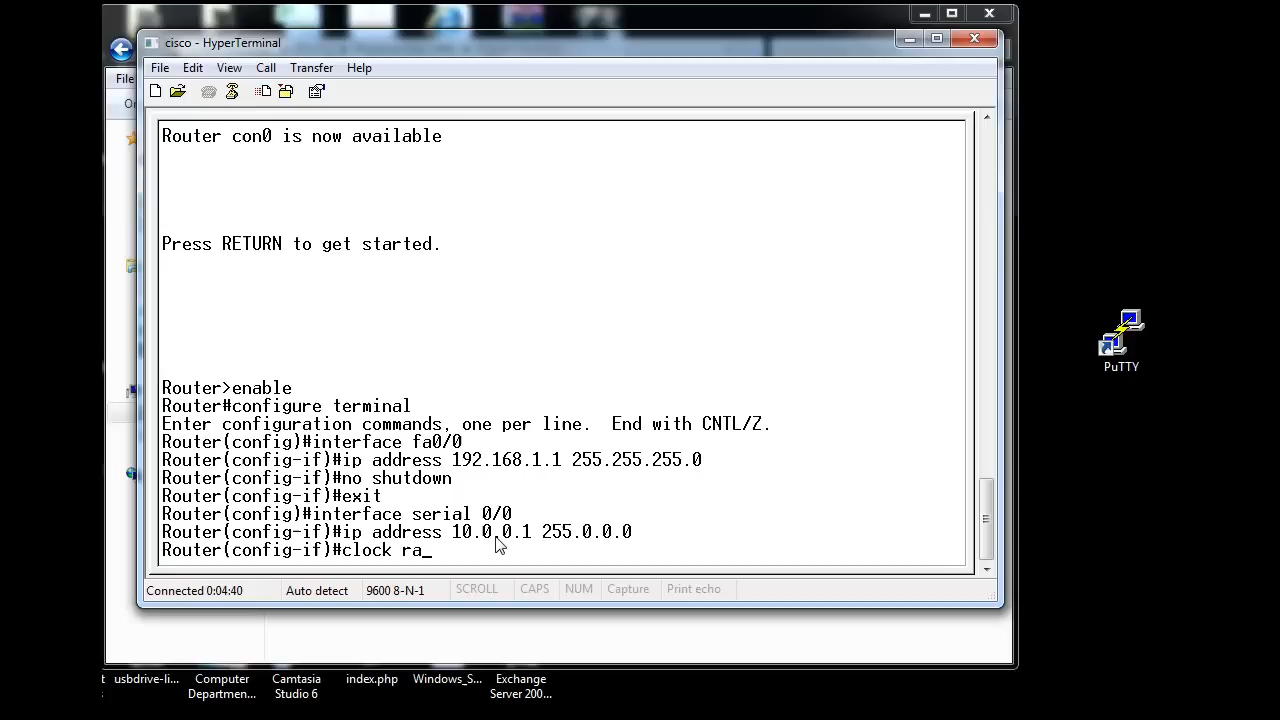 cisco - HyperTerminal
File
File Edit View Call Transfer Help
Or
Router con0 is now available
Press RETURN to get started.
Router>enable
Router#configure terminal
Enter configuration commands, one per line.  End with CNTL/Z.
Router(config)#interface fa0/0
Router(config-if)#ip address 192.168.1.1 255.255.255.0
Router(config-if)#no shutdown
Router(config-if)#exit
Router(config)#interface serial 0/0
Router(config-if)#ip address 10.0.0.1 255.0.0.0
Router(config-if)#clock ra_
Connected 0:04:40 Auto detect 9600 8-N-1 SCROLL CAPS NUM Capture Print echo
PuTTY
usbdrive-li...
Computer
Departmen...
Camtasia
Studio 6
index.php
Windows_S...
Exchange
Server 200...